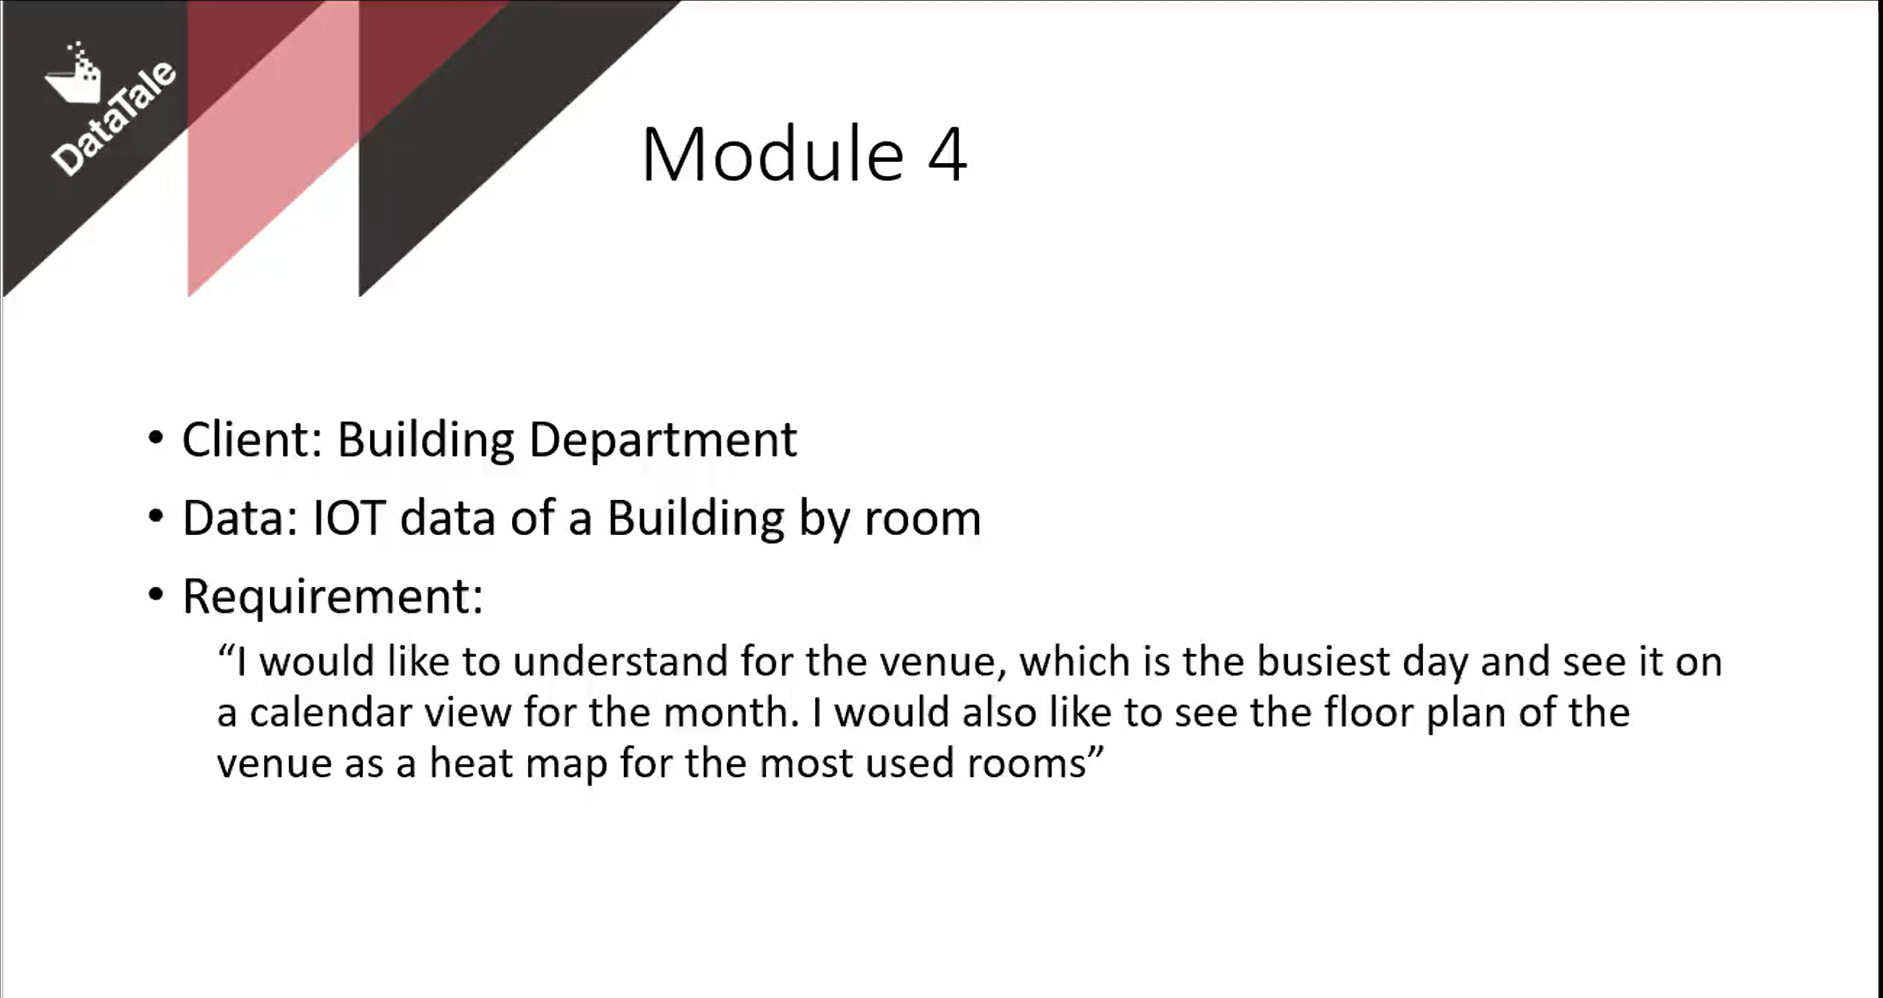 DataTale
Module 4
• Client: Building Department
• Data: IOT data of a Building by room
• Requirement:
“I would like to understand for the venue, which is the busiest day and see it on
a calendar view for the month. I would also like to see the floor plan of the
venue as a heat map for the most used rooms”